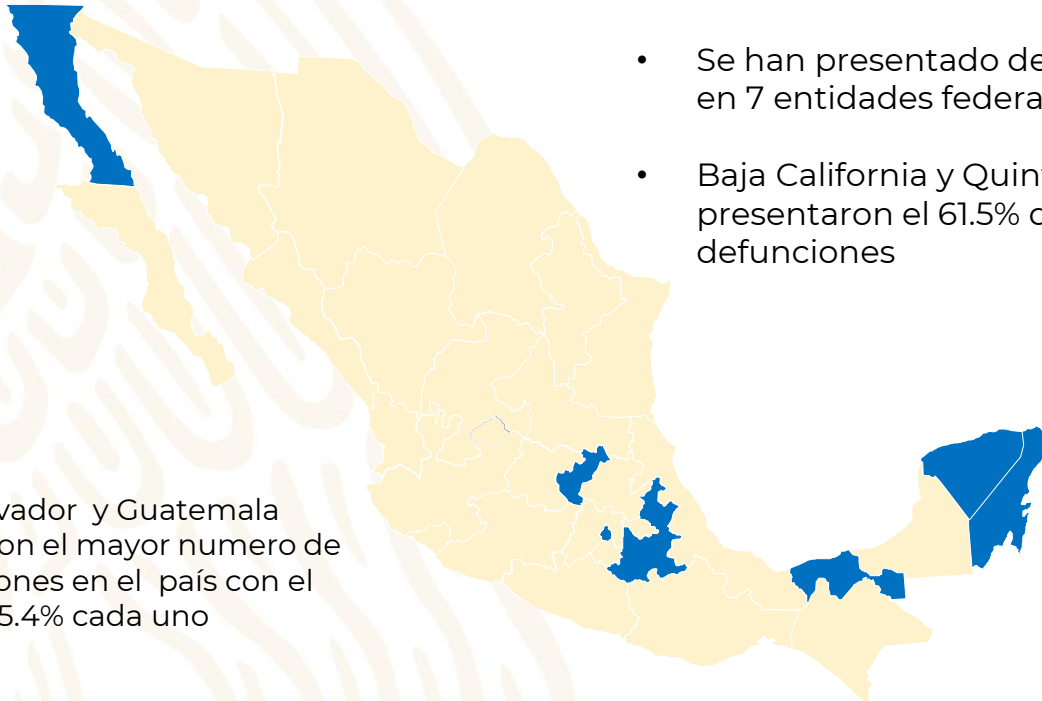 • Se han presentado de
en 7 entidades federa
• Baja California y Quin
presentaron el 61.5%
defunciones
vador y Guatemala
on el mayor numero de
ones en el país con el
5.4% cada uno